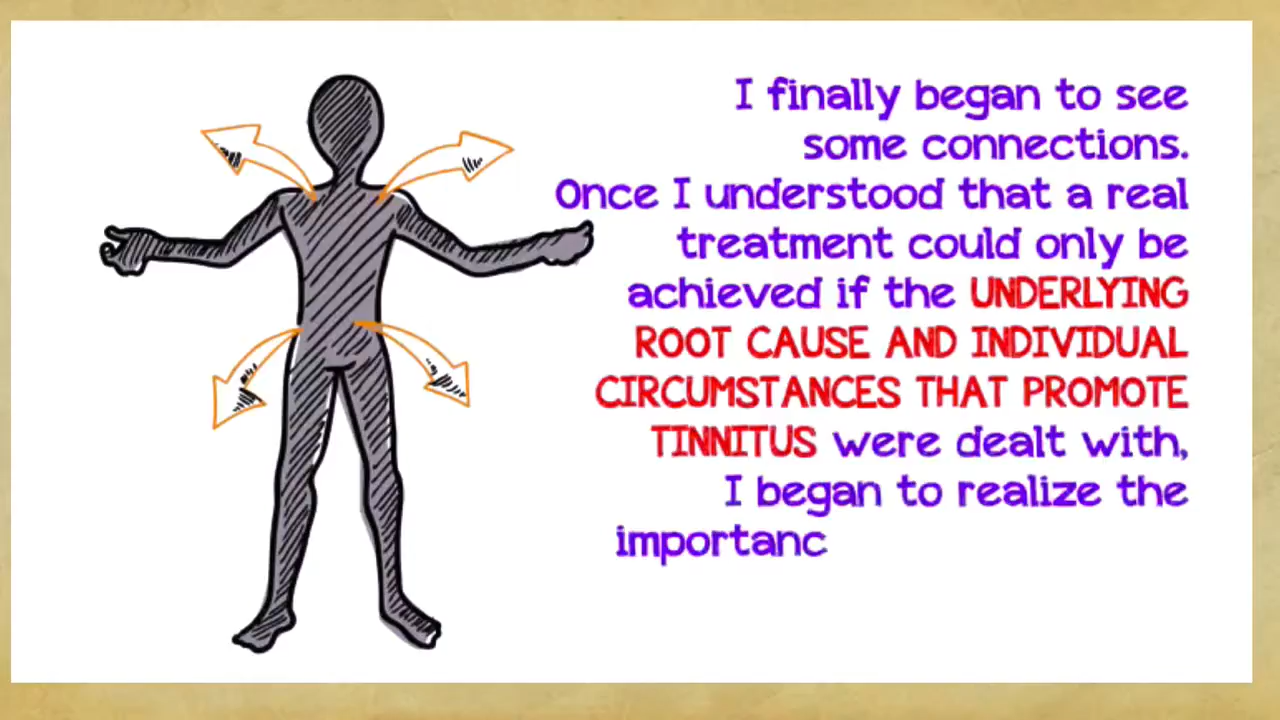 I finally began to see
some connections.
Once I understood that a real
treatment could only be
achieved if the UNDERLYING
ROOT CAUSE AND INDIVIDUAL
CIRCUMSTANCES THAT PROMOTE
TINNITUS were dealt with,
I began to realize the
importanc